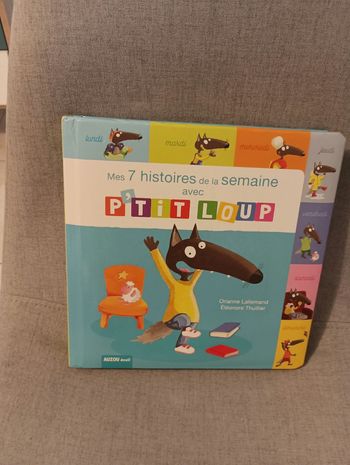 lundi
mardi
mercredi
jeudi
Mes 7 histoires de la semaine
avec
P'TIT LOUP
vendredi
samedi
dimanche
Orianne Lallemand
Éléonore Thuillier
AUZOU éveil